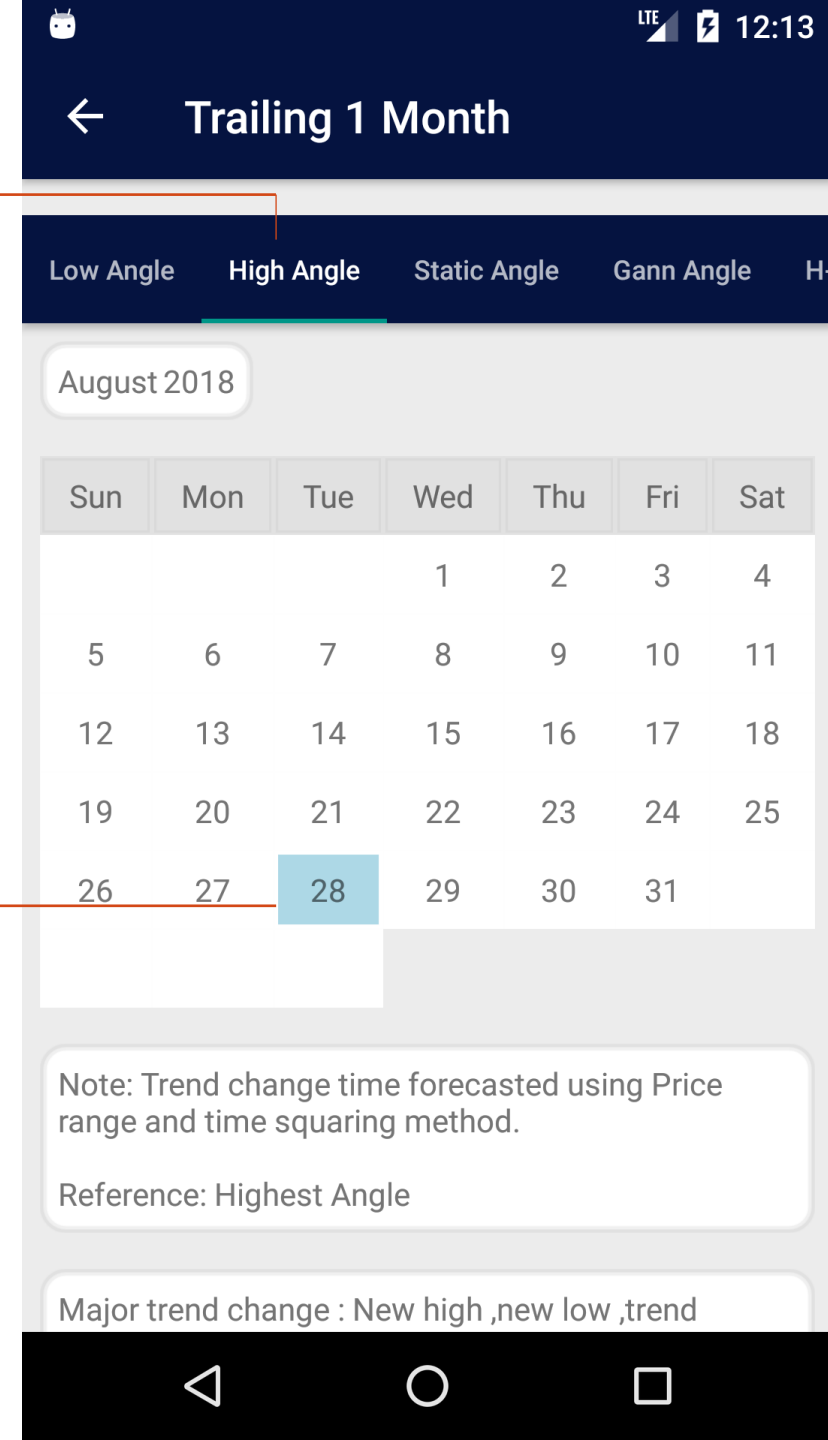 LTE 12:13
Trailing 1 Month
Low Angle High Angle Static Angle Gann Angle H-
August 2018
Sun Mon Tue Wed Thu Fri Sat
1 2 3 4
5 6 7 8 9 10 11
12 13 14 15 16 17 18
19 20 21 22 23 24 25
26 27 28 29 30 31
Note: Trend change time forecasted using Price
range and time squaring method.
Reference: Highest Angle
Major trend change : New high ,new low ,trend